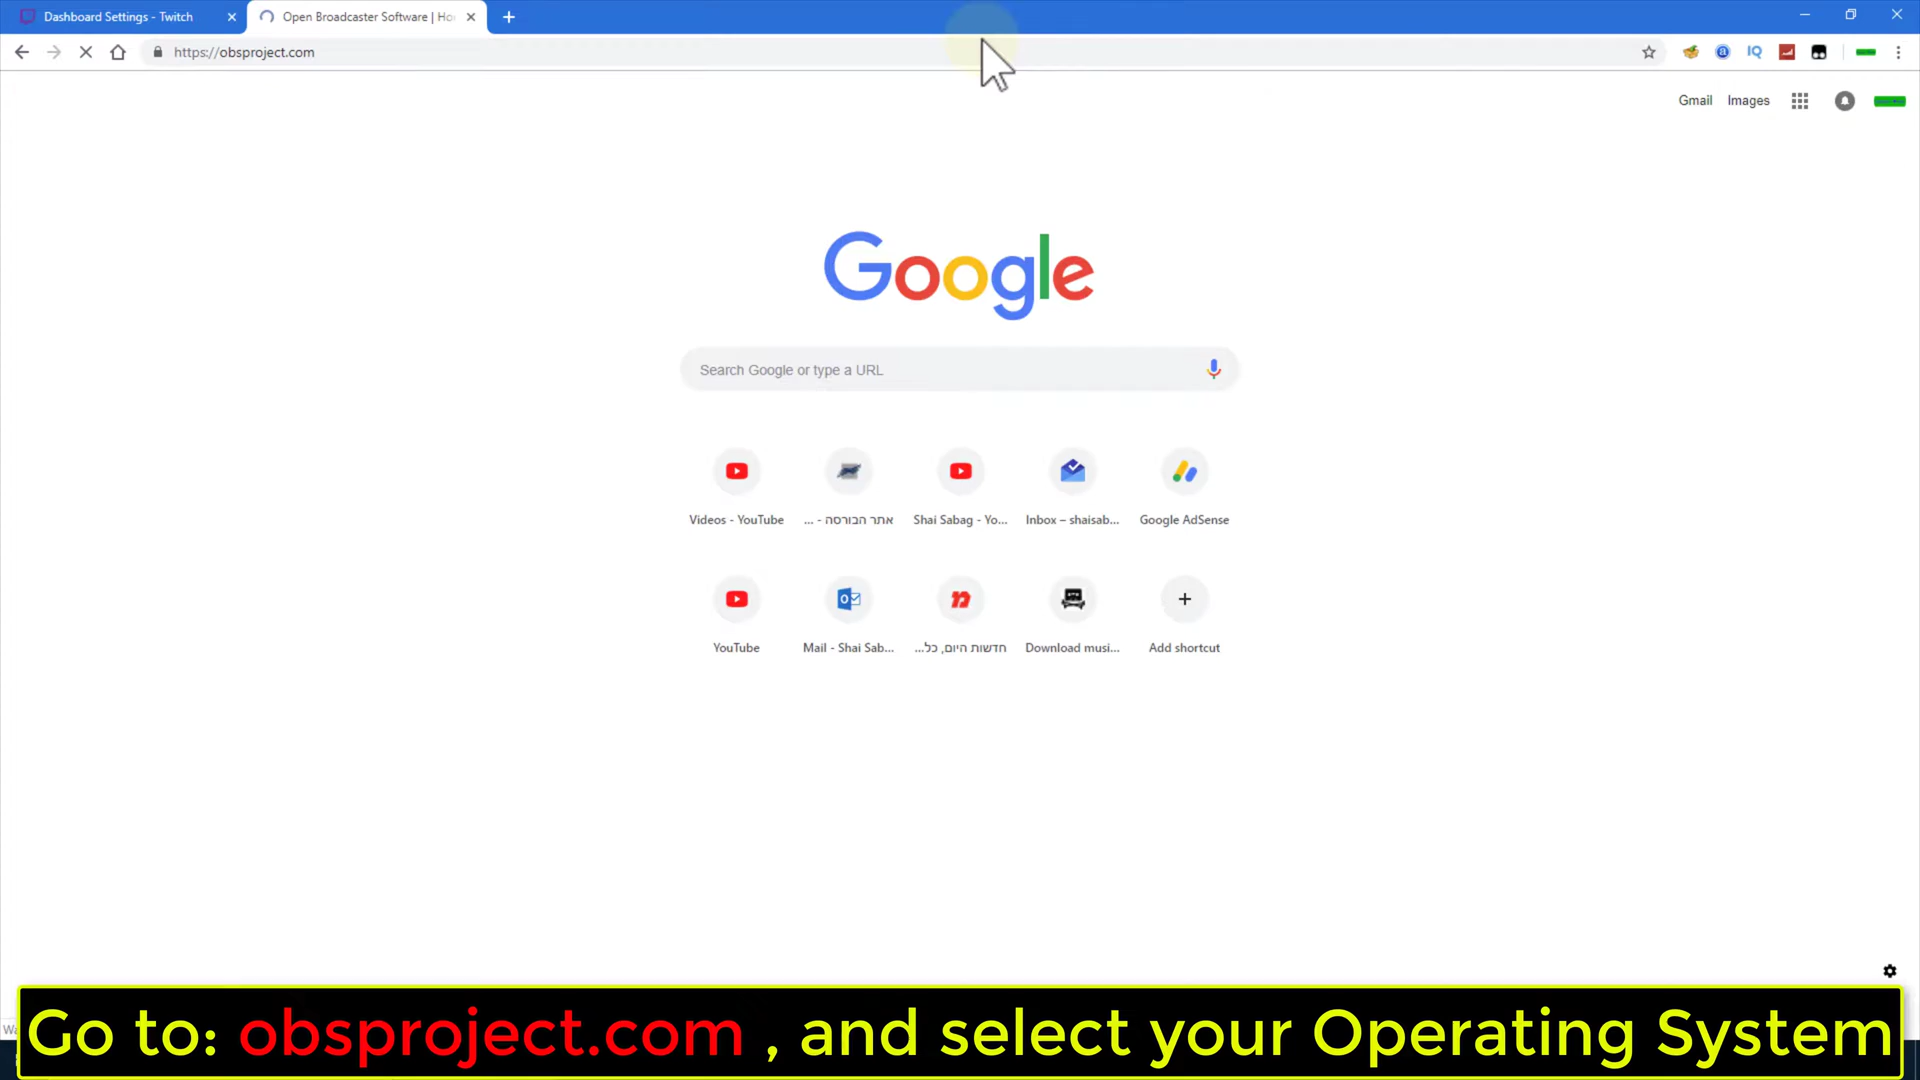 Dashboard Settings - Twitch
Open Broadcaster Software | Ho
https://obsproject.com
Gmail
Images
Google
Search Google or type a URL
Videos - YouTube
אתר הבורסה - ...
Shai Sabag - Yo...
Inbox – shaisab...
Google AdSense
YouTube
Mail - Shai Sab...
חדשות היום, כל...
Download musi...
Add shortcut
Go to: obsproject.com , and select your Operating System